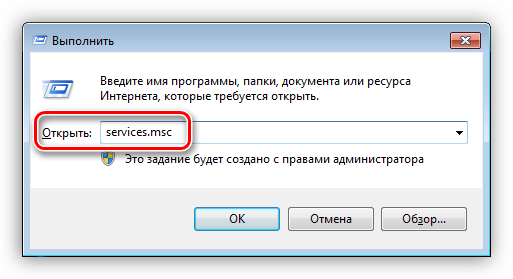 Выполнить
Введите имя программы, папки, документа или ресурса
Интернета, которые требуется открыть.
Открыть: services.msc
Это задание будет создано с правами администратора
ОК
Отмена
Обзор...